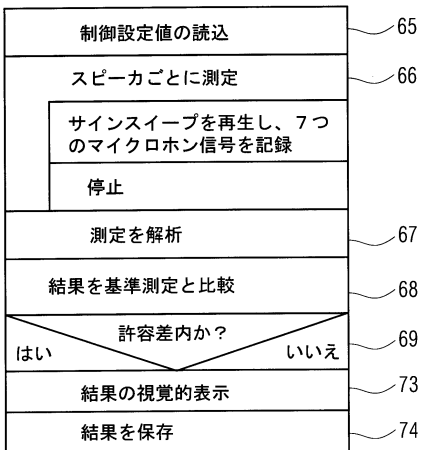 制御設定値の読込
65
スピーカごとに測定
66
サインスイープを再生し、７つ
のマイクロホン信号を記録
停止
測定を解析
67
結果を基準測定と比較
68
許容差内か？
69
はい
いいえ
結果の視覚的表示
73
結果を保存
74